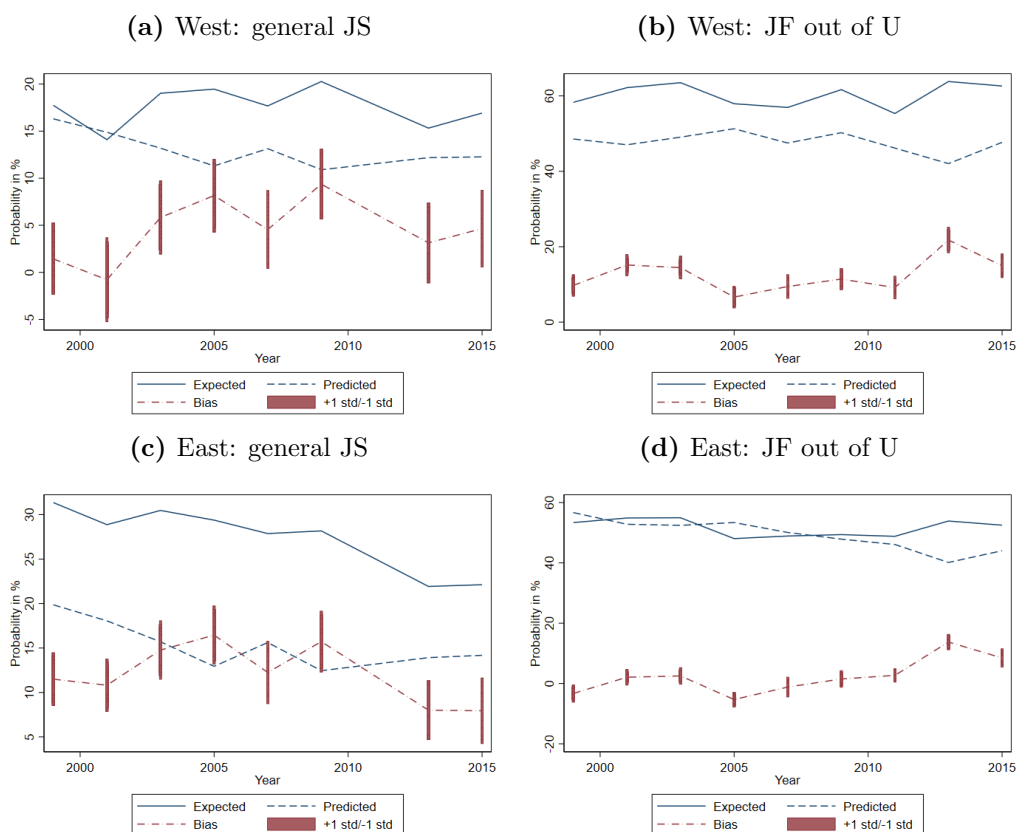 (a) West: general JS
Probability in %
20
15
10
5
0
-5
2000
2005
2010
2015
Year
Expected
Predicted
Bias
+1 std/-1 std
(b) West: JF out of U
Probability in %
60
40
20
0
2000
2005
2010
2015
Year
Expected
Predicted
Bias
+1 std/-1 std
(c) East: general JS
Probability in %
30
25
20
15
10
5
2000
2005
2010
2015
Year
Expected
Predicted
Bias
+1 std/-1 std
(d) East: JF out of U
Probability in %
60
40
20
0
-20
2000
2005
2010
2015
Year
Expected
Predicted
Bias
+1 std/-1 std